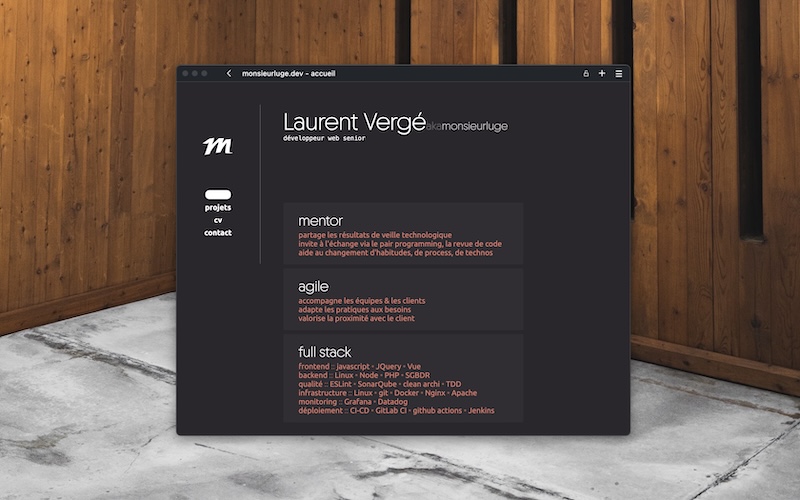 monsieurluge.dev - accueil
Laurent Vergé aka monsieurluge
développeur web senior
m
projets
cv
contact
mentor
partage les résultats de veille technologique
invite à l'échange via le pair programming, la revue de code
aide au changement d'habitudes, de process, de technos
agile
accompagne les équipes & les clients
adapte les pratiques aux besoins
valorise la proximité avec le client
full stack
frontend :: javascript • JQuery • Vue
backend :: Linux • Node • PHP • SGBDR
qualité :: ESLint • SonarQube • clean archi • TDD
infrastructure :: Linux • git • Docker • Nginx • Apache
monitoring :: Grafana • Datadog
déploiement :: CI-CD • GitLab CI • github actions • Jenkins